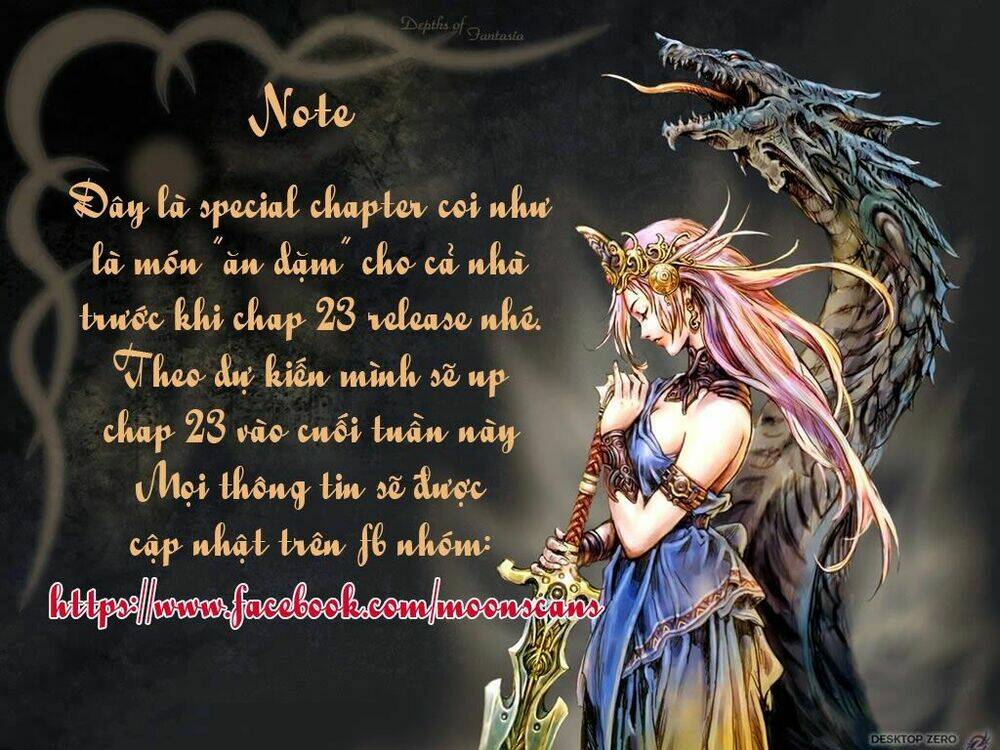 Depths of
Fantasia
Note
Đây là special chapter coi như
là món "ăn dặm" cho cả nhà
trước khi chap 23 release nhé.
Theo dự kiến mình sẽ up
chap 23 vào cuối tuần này
Mọi thông tin sẽ được
cập nhật trên fb nhóm:
https://www.facebook.com/moonscans
DESKTOP ZERO